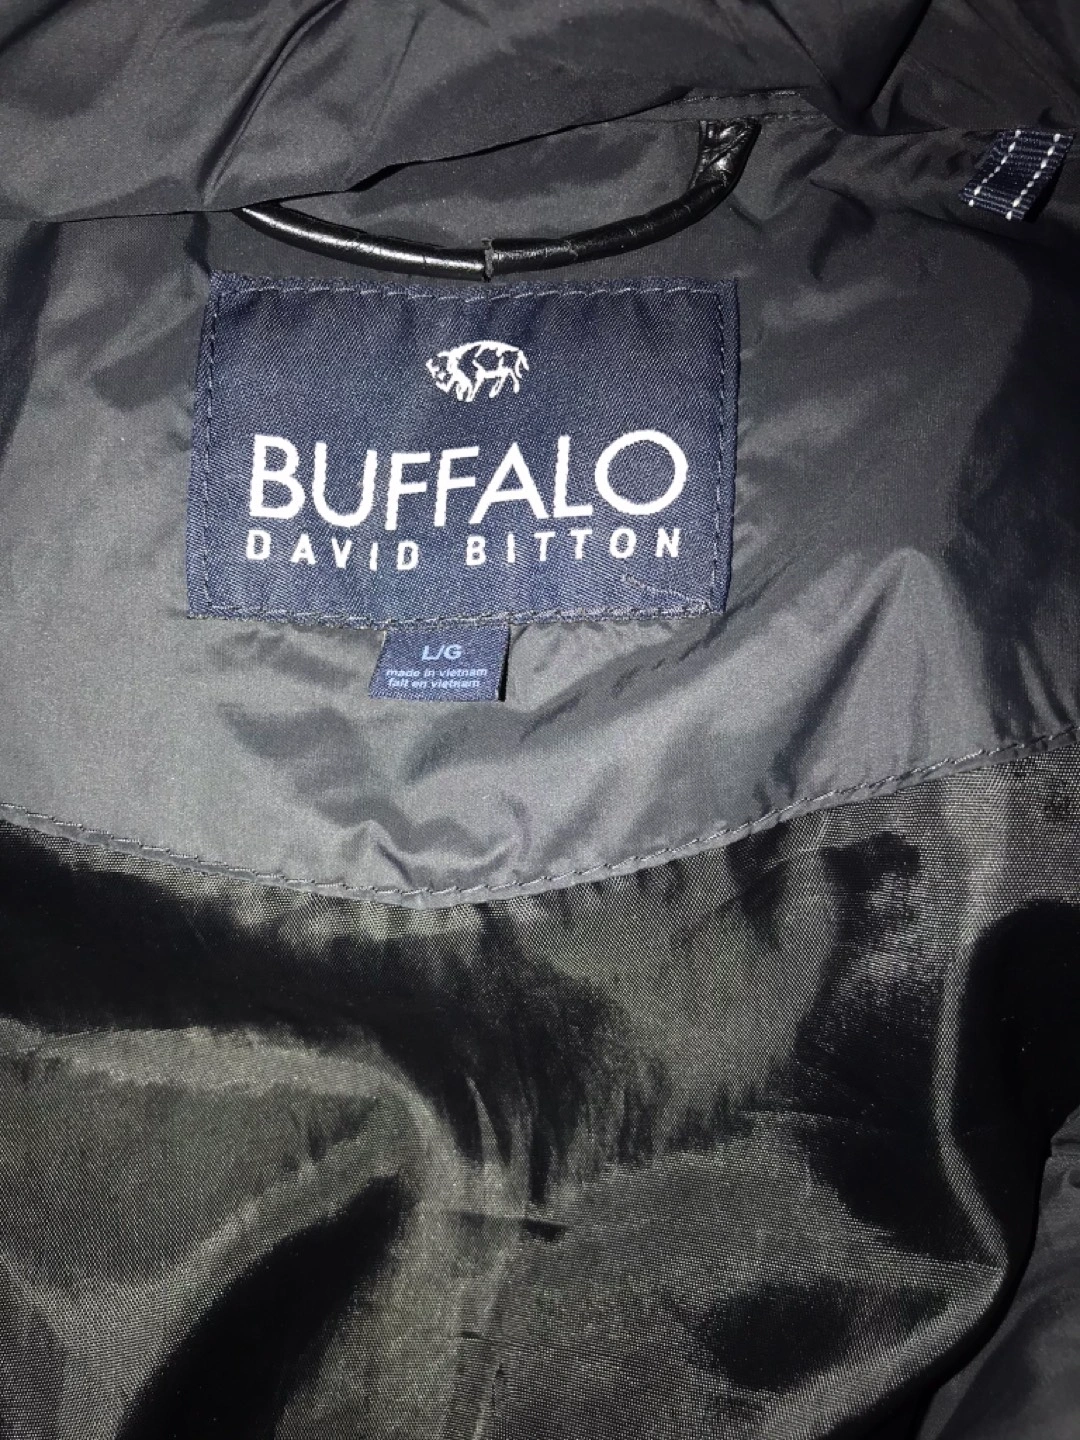 BUFFALO
DAVID BITTON
L/G
made in vietnam
fait en vietnam